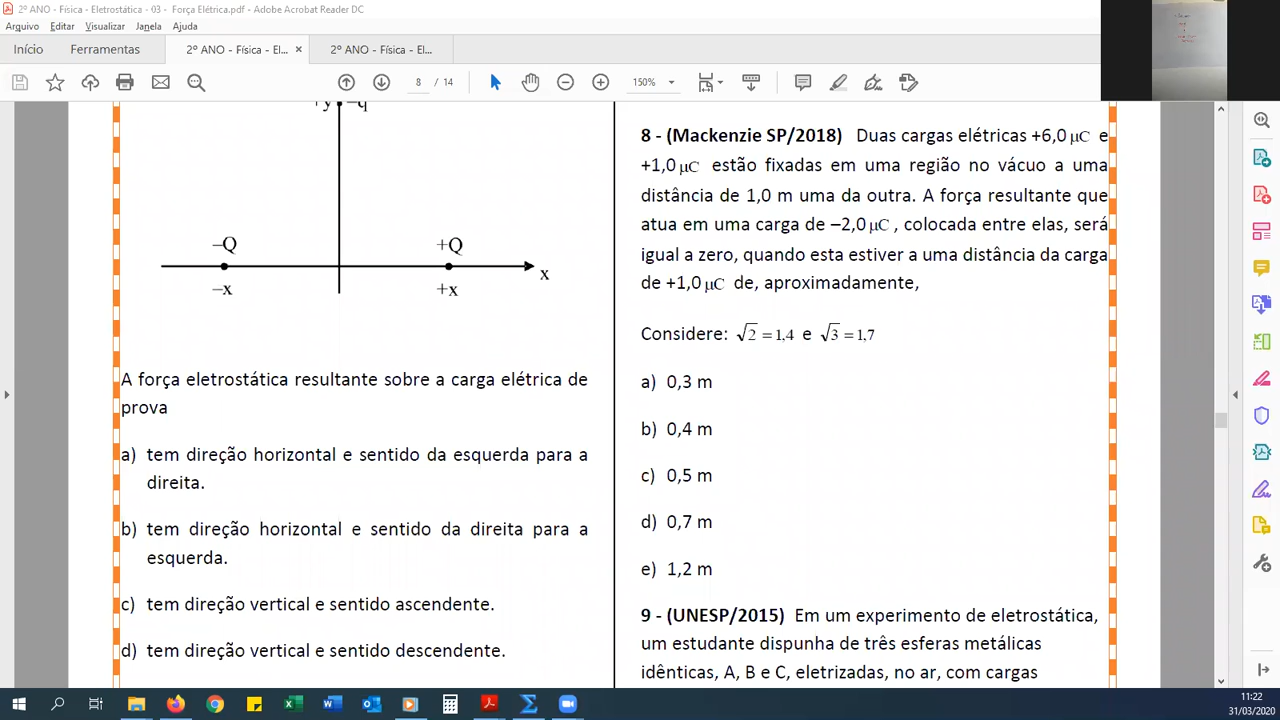 2º ANO - Física - Eletrostática - 03 - Força Elétrica.pdf - Adobe Acrobat Reader DC
Arquivo Editar Visualizar Janela Ajuda
Início Ferramentas 2º ANO - Física - El... × 2º ANO - Física - El...
8 / 14 150%
+y –q
–Q +Q
x
–x +x
A força eletrostática resultante sobre a carga elétrica de
prova
a) tem direção horizontal e sentido da esquerda para a
direita.
b) tem direção horizontal e sentido da direita para a
esquerda.
c) tem direção vertical e sentido ascendente.
d) tem direção vertical e sentido descendente.
8 - (Mackenzie SP/2018) Duas cargas elétricas +6,0 μC e
+1,0 μC estão fixadas em uma região no vácuo a uma
distância de 1,0 m uma da outra. A força resultante que
atua em uma carga de –2,0 μC , colocada entre elas, será
igual a zero, quando esta estiver a uma distância da carga
de +1,0 μC de, aproximadamente,
Considere: √2 = 1,4 e √3 = 1,7
a) 0,3 m
b) 0,4 m
c) 0,5 m
d) 0,7 m
e) 1,2 m
9 - (UNESP/2015) Em um experimento de eletrostática,
um estudante dispunha de três esferas metálicas
idênticas, A, B e C, eletrizadas, no ar, com cargas
11:22
31/03/2020